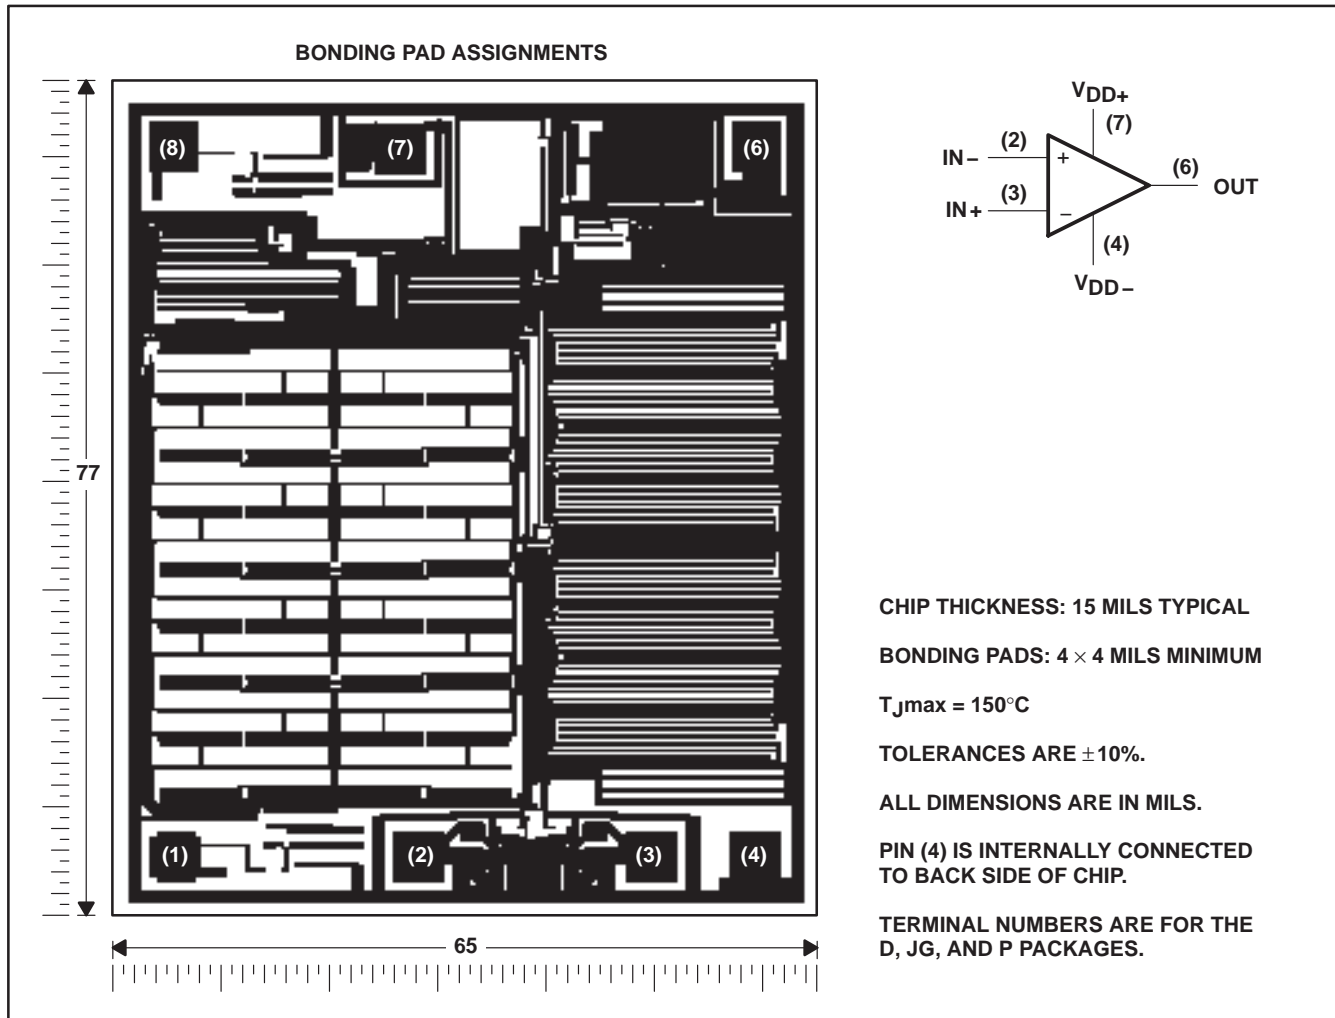 BONDING PAD ASSIGNMENTS
(8)
(7)
(6)
77
(1)
(2)
(3)
(4)
65
VDD+
(7)
IN−
(2)
+
(6)
OUT
IN+
(3)
−
(4)
VDD−
CHIP THICKNESS: 15 MILS TYPICAL
BONDING PADS: 4 × 4 MILS MINIMUM
TJmax = 150°C
TOLERANCES ARE ±10%.
ALL DIMENSIONS ARE IN MILS.
PIN (4) IS INTERNALLY CONNECTED
TO BACK SIDE OF CHIP.
TERMINAL NUMBERS ARE FOR THE
D, JG, AND P PACKAGES.